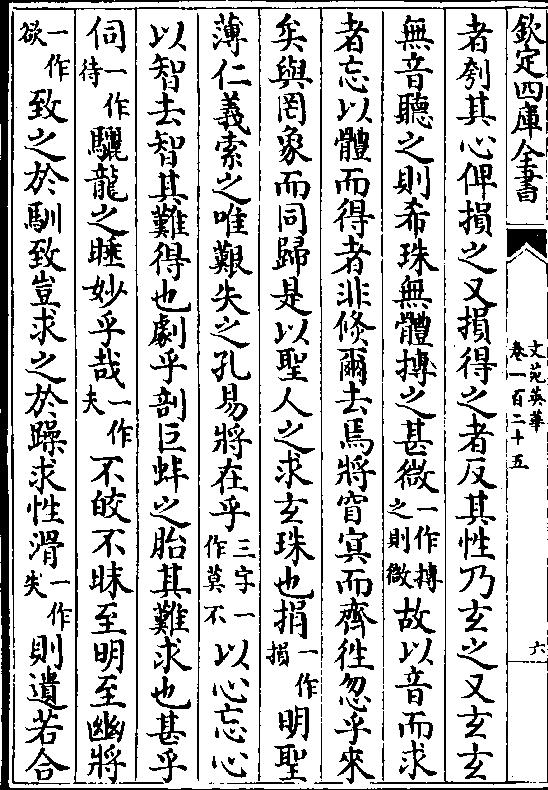 欽定四庫全書
文苑英華
卷一百二十五
六
者刳其心俾損之又損得之者反其性乃玄之又玄玄
無音聽之則希珠無體摶之甚微一作摶之則微故以音而求
者忘以體而得者非倐爾去焉將窅冥而齊徃忽乎來
矣與罔象而同歸是以聖人之求玄珠也捐一作損明聖
薄仁義索之唯艱失之孔易將在乎三字一作莫不以心忘心
以智去智其難得也劇乎剖巨蚌之胎其難求也甚乎
伺一作待驪龍之睡妙乎哉一作夫不皎不昧至明至幽將
欲一作致之於馴致豈求之於躁求性滑一作失則遺若合